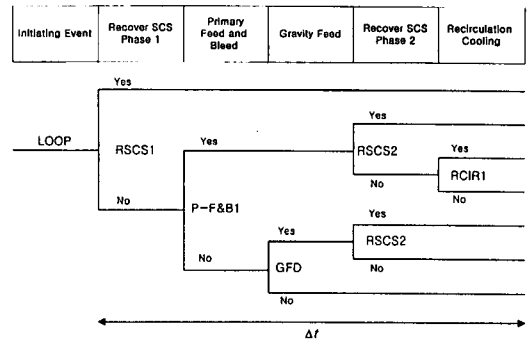 Initiating Event
Recover SCS
Phase 1
Primary
Feed and
Bleed
Gravity Feed
Recover SCS
Phase 2
Recirculation
Cooling
Yes
LOOP
RSCS1
No
Yes
P-F&B1
No
Yes
RSCS2
No
Yes
RCIR1
No
Yes
GFD
No
Yes
RSCS2
No
Δt